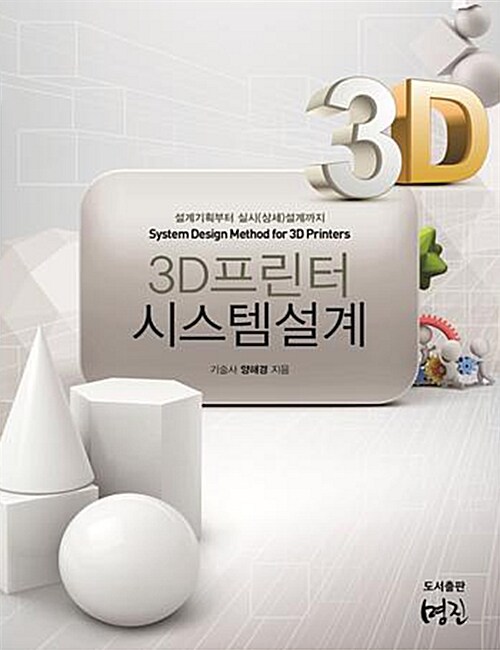 3D
설계기획부터 실시(상세)설계까지
System Design Method for 3D Printers
3D프린터
시스템설계
기술사 양해경 지음
도서출판
명진